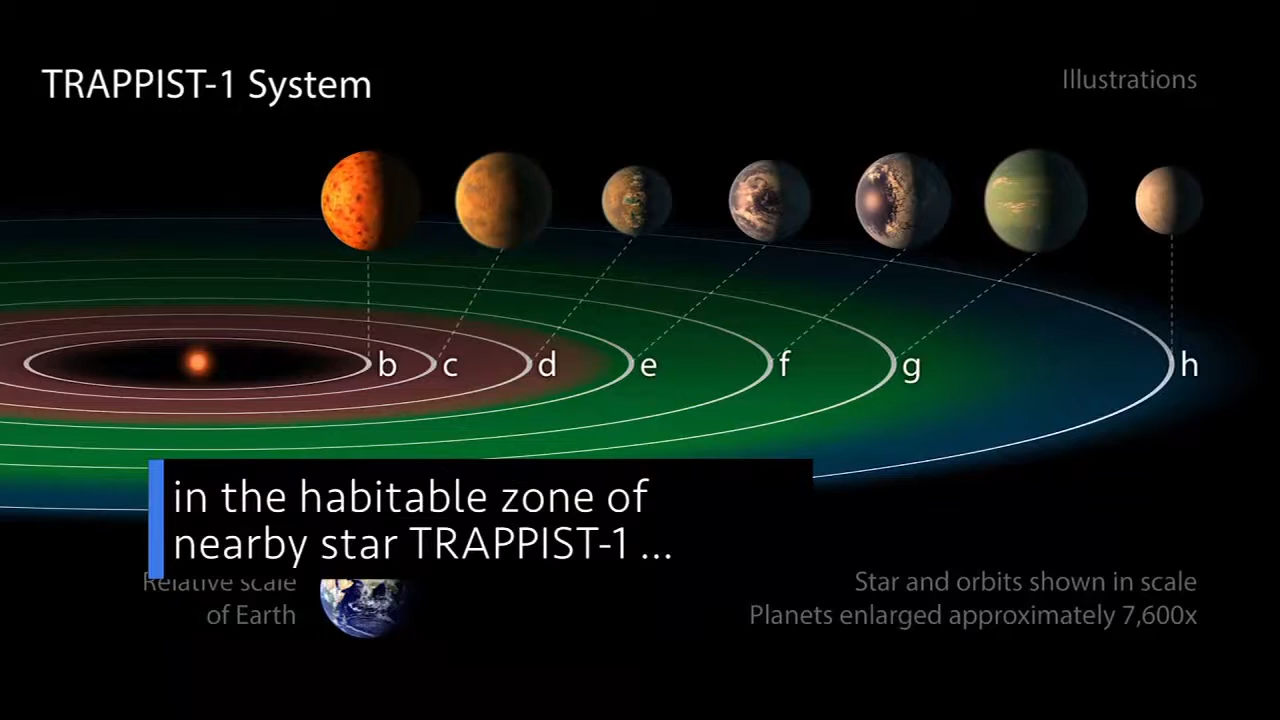 TRAPPIST-1 System
Illustrations
b
c
d
e
f
g
h
in the habitable zone of
nearby star TRAPPIST-1 ...
Relative scale
of Earth
Star and orbits shown in scale
Planets enlarged approximately 7,600x